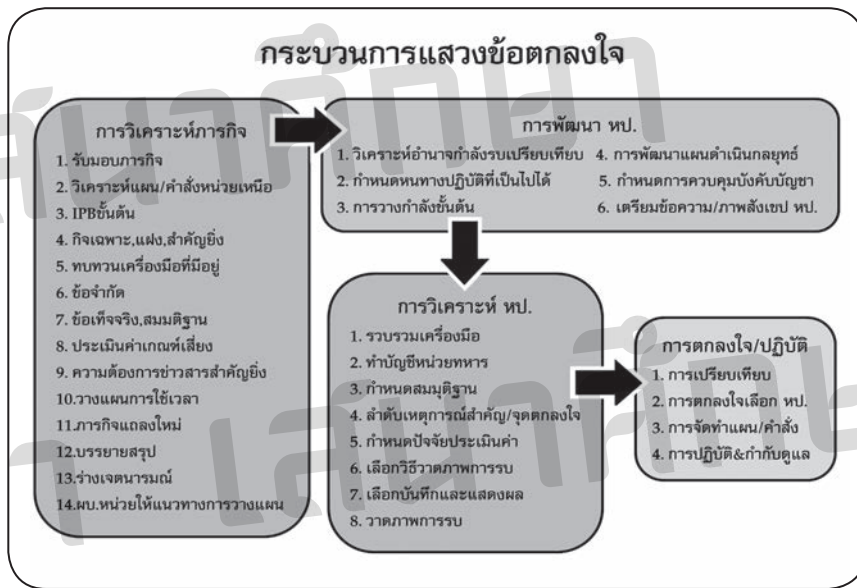 กระบวนการแสวงข้อตกลงใจ
การวิเคราะห์ภารกิจ
1. รับมอบภารกิจ
2. วิเคราะห์แผน/คำสั่งหน่วยเหนือ
3. IPBขั้นต้น
4. กิจเฉพาะ,แฝง,สำคัญยิ่ง
5. ทบทวนเครื่องมือที่มีอยู่
6. ข้อจำกัด
7. ข้อเท็จจริง,สมมติฐาน
8. ประเมินค่าเกณฑ์เสี่ยง
9. ความต้องการข่าวสารสำคัญยิ่ง
10.วางแผนการใช้เวลา
11.ภารกิจแถลงใหม่
12.บรรยายสรุป
13.ร่างเจตนารมณ์
14.ผบ.หน่วยให้แนวทางการวางแผน
การพัฒนา หป.
1. วิเคราะห์อำนาจกำลังรบเปรียบเทียบ
2. กำหนดหนทางปฏิบัติที่เป็นไปได้
3. การวางกำลังขั้นต้น
4. การพัฒนาแผนดำเนินกลยุทธ์
5. กำหนดการควบคุมบังคับบัญชา
6. เตรียมข้อความ/ภาพสังเขป หป.
การวิเคราะห์ หป.
1. รวบรวมเครื่องมือ
2. ทำบัญชีหน่วยทหาร
3. กำหนดสมมุติฐาน
4. ลำดับเหตุการณ์สำคัญ/จุดตกลงใจ
5. กำหนดปัจจัยประเมินค่า
6. เลือกวิธีวาดภาพการรบ
7. เลือกบันทึกและแสดงผล
8. วาดภาพการรบ
การตกลงใจ/ปฏิบัติ
1. การเปรียบเทียบ
2. การตกลงใจเลือก หป.
3. การจัดทำแผน/คำสั่ง
4. การปฏิบัติ&กำกับดูแล
เสนาศึกษา